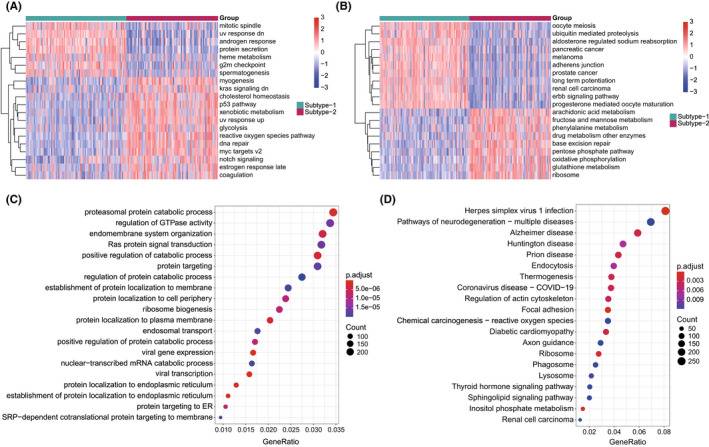 (A)
Group
mitotic spindle
uv response dn
androgen response
protein secretion
heme metabolism
g2m checkpoint
spermatogenesis
myogenesis
kras signaling dn
cholesterol homeostasis
p53 pathway
xenobiotic metabolism
uv response up
glycolysis
reactive oxygen species pathway
dna repair
myc targets v2
notch signaling
estrogen response late
coagulation
3
2
1
0
−1
−2
−3
Group
Subtype-1
Subtype-2
(B)
Group
oocyte meiosis
ubiquitin mediated proteolysis
aldosterone regulated sodium reabsorption
pancreatic cancer
melanoma
adherens junction
prostate cancer
long term potentiation
renal cell carcinoma
erbb signaling pathway
progesterone mediated oocyte maturation
arachidonic acid metabolism
fructose and mannose metabolism
phenylalanine metabolism
drug metabolism other enzymes
base excision repair
pentose phosphate pathway
oxidative phosphorylation
glutathione metabolism
ribosome
3
2
1
0
−1
−2
−3
Group
Subtype-1
Subtype-2
(C)
proteasomal protein catabolic process
regulation of GTPase activity
endomembrane system organization
Ras protein signal transduction
positive regulation of catabolic process
protein targeting
regulation of protein catabolic process
establishment of protein localization to membrane
protein localization to cell periphery
ribosome biogenesis
protein localization to plasma membrane
endosomal transport
positive regulation of protein catabolic process
viral gene expression
nuclear−transcribed mRNA catabolic process
viral transcription
protein localization to endoplasmic reticulum
establishment of protein localization to endoplasmic reticulum
protein targeting to ER
SRP−dependent cotranslational protein targeting to membrane
0.010 0.015 0.020 0.025 0.030 0.035
GeneRatio
p.adjust
5.0e−06
1.0e−05
Count
100
150
200
(D)
Herpes simplex virus 1 infection
Pathways of neurodegeneration − multiple diseases
Alzheimer disease
Huntington disease
Prion disease
Endocytosis
Thermogenesis
Coronavirus disease − COVID−19
Regulation of actin cytoskeleton
Focal adhesion
Chemical carcinogenesis − reactive oxygen species
Diabetic cardiomyopathy
Axon guidance
Ribosome
Phagosome
Lysosome
Thyroid hormone signaling pathway
Sphingolipid signaling pathway
Inositol phosphate metabolism
Renal cell carcinoma
0.02 0.04 0.06 0.08
GeneRatio
p.adjust
0.003
0.006
0.009
Count
50
100
150
200
250